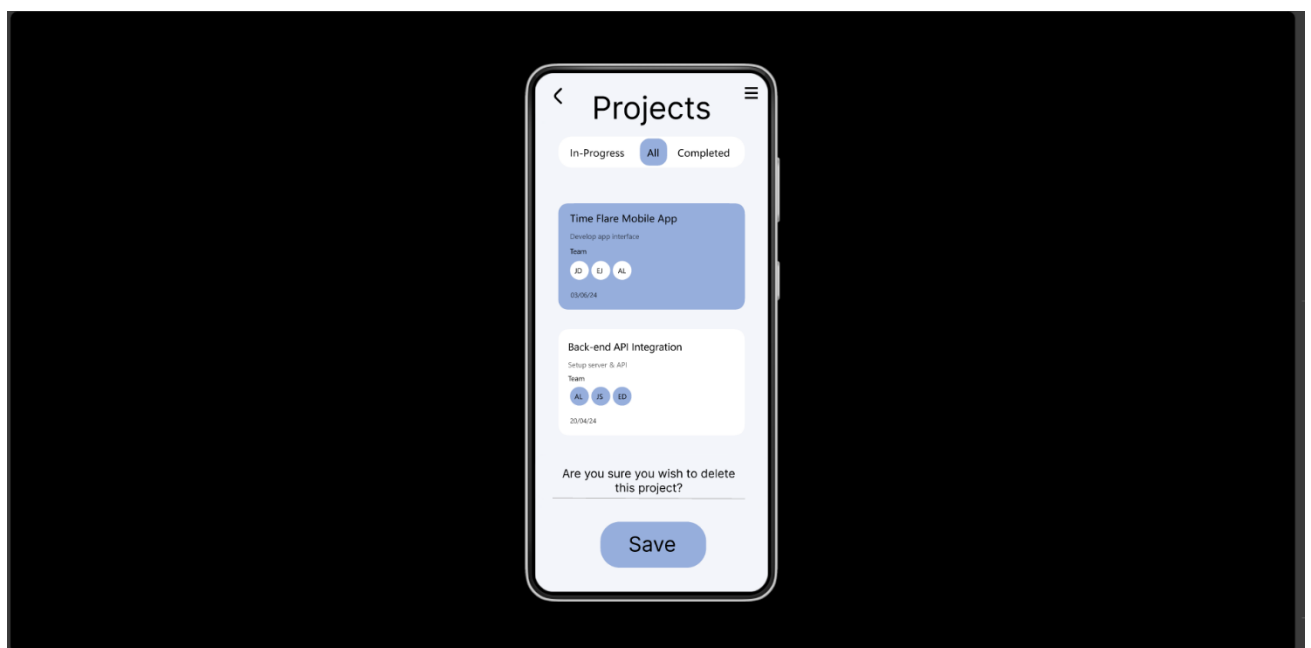 Projects
In-Progress All Completed
Time Flare Mobile App
Develop app interface
Team
JD EJ AL
03/06/24
Back-end API Integration
Setup server & API
Team
AL JS ED
20/04/24
Are you sure you wish to delete
this project?
Save